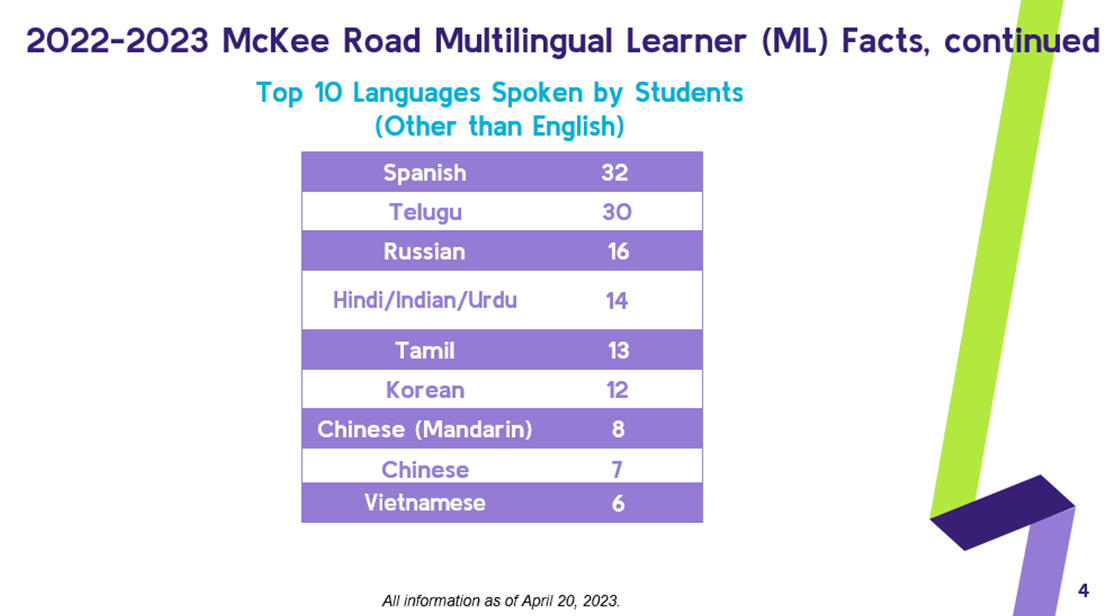 2022-2023 McKee Road Multilingual Learner (ML) Facts, continued
Top 10 Languages Spoken by Students
(Other than English)
Spanish 32
Telugu 30
Russian 16
Hindi/Indian/Urdu 14
Tamil 13
Korean 12
Chinese (Mandarin) 8
Chinese 7
Vietnamese 6
All information as of April 20, 2023.
4